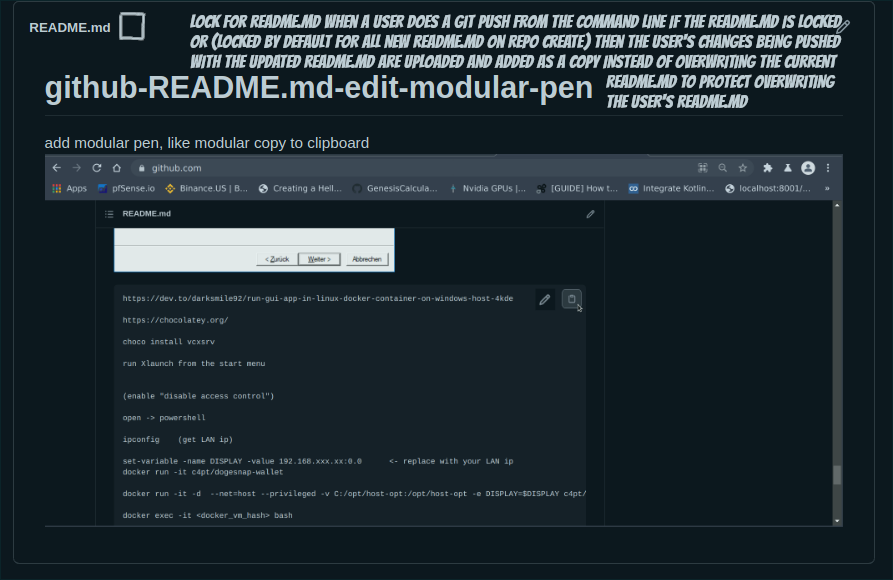 README.md
LOCK FOR README.MD WHEN A USER DOES A GIT PUSH FROM THE COMMAND LINE IF THE README.MD IS LOCKED
OR (LOCKED BY DEFAULT FOR ALL NEW README.MD ON REPO CREATE) THEN THE USER'S CHANGES BEING PUSHED
WITH THE UPDATED README.MD ARE UPLOADED AND ADDED AS A COPY INSTEAD OF OVERWRITING THE CURRENT
README.MD TO PROTECT OVERWRITING
THE USER'S README.MD
github-README.md-edit-modular-pen
add modular pen, like modular copy to clipboard
github.com
Apps pfSense.io Binance.US | B... Creating a Hell... GenesisCalcula... Nvidia GPUs |... [GUIDE] How t... Integrate Kotlin... localhost:8001/... »
README.md
< Zurück Weiter > Abbrechen
https://dev.to/darksmile92/run-gui-app-in-linux-docker-container-on-windows-host-4kde
https://chocolatey.org/
choco install vcxsrv
run Xlaunch from the start menu
(enable "disable access control")
open -> powershell
ipconfig (get LAN ip)
set-variable -name DISPLAY -value 192.168.xxx.xx:0.0 <- replace with your LAN ip
docker run -it c4pt/dogesnap-wallet
docker run -it -d --net=host --privileged -v C:/opt/host-opt:/opt/host-opt -e DISPLAY=$DISPLAY c4pt/
docker exec -it <docker_vm_hash> bash